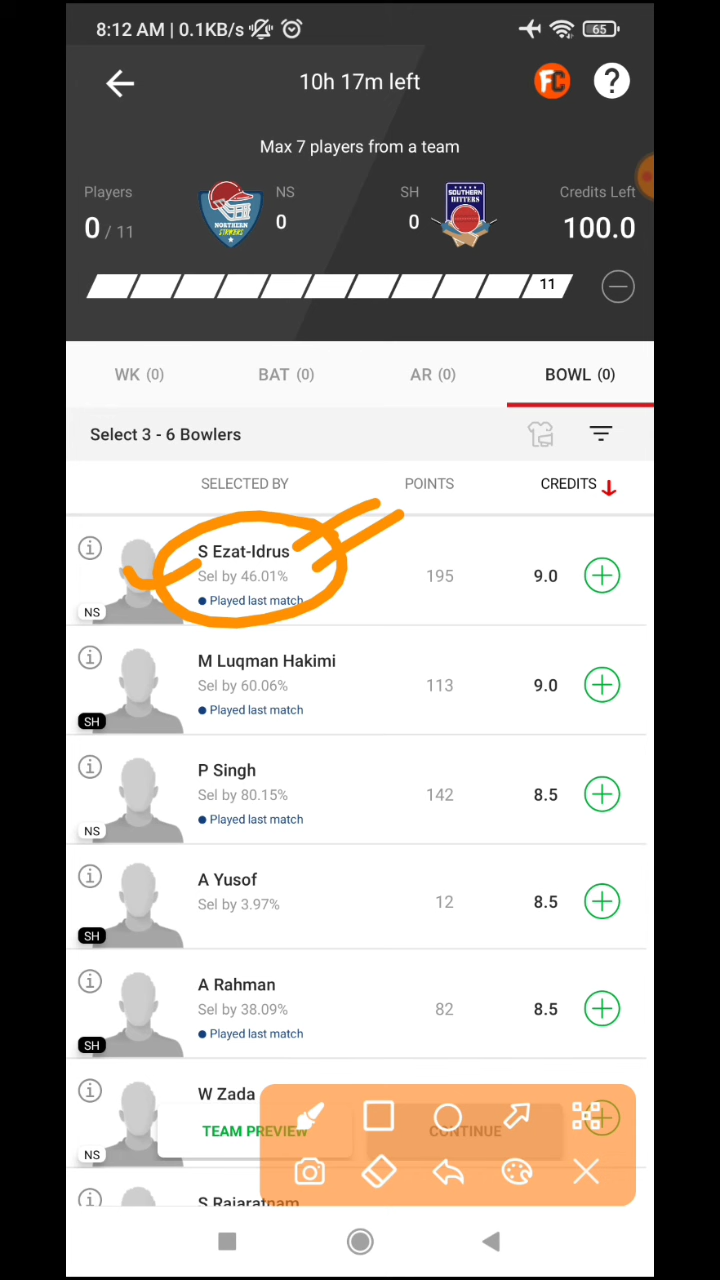 8:12 AM | 0.1KB/s
65
10h 17m left
FC
?
Max 7 players from a team
Players
NS
SH
Credits Left
0 / 11
0
0
100.0
NORTHERN
SOUTHERN
HITTERS
11
WK (0)
BAT (0)
AR (0)
BOWL (0)
Select 3 - 6 Bowlers
SELECTED BY
POINTS
CREDITS
S Ezat-Idrus
Sel by 46.01%
Played last match
NS
195
9.0
M Luqman Hakimi
Sel by 60.06%
Played last match
SH
113
9.0
P Singh
Sel by 80.15%
Played last match
NS
142
8.5
A Yusof
Sel by 3.97%
SH
12
8.5
A Rahman
Sel by 38.09%
Played last match
SH
82
8.5
W Zada
NS
TEAM PREVIEW
CONTINUE
S Rajaratnam